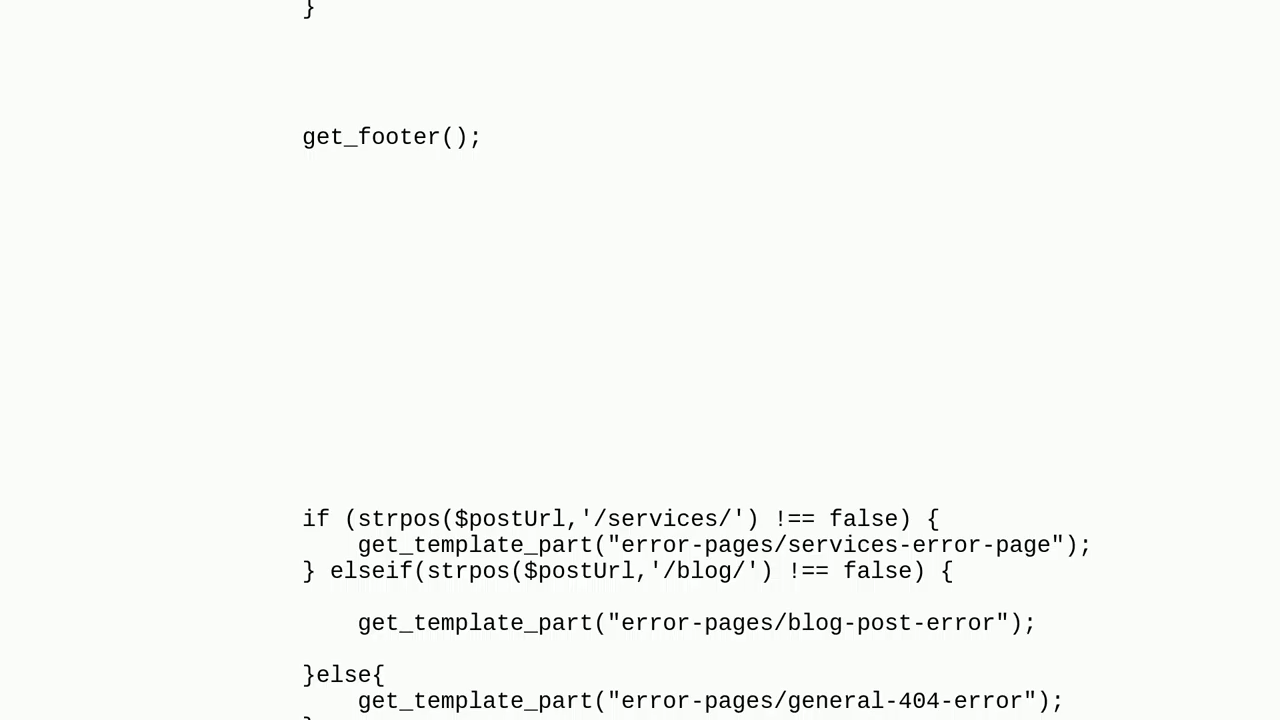 }
get_footer();
if (strpos($postUrl,'/services/') !== false) {
    get_template_part("error-pages/services-error-page");
} elseif(strpos($postUrl,'/blog/') !== false) {
    get_template_part("error-pages/blog-post-error");
}else{
    get_template_part("error-pages/general-404-error");
}